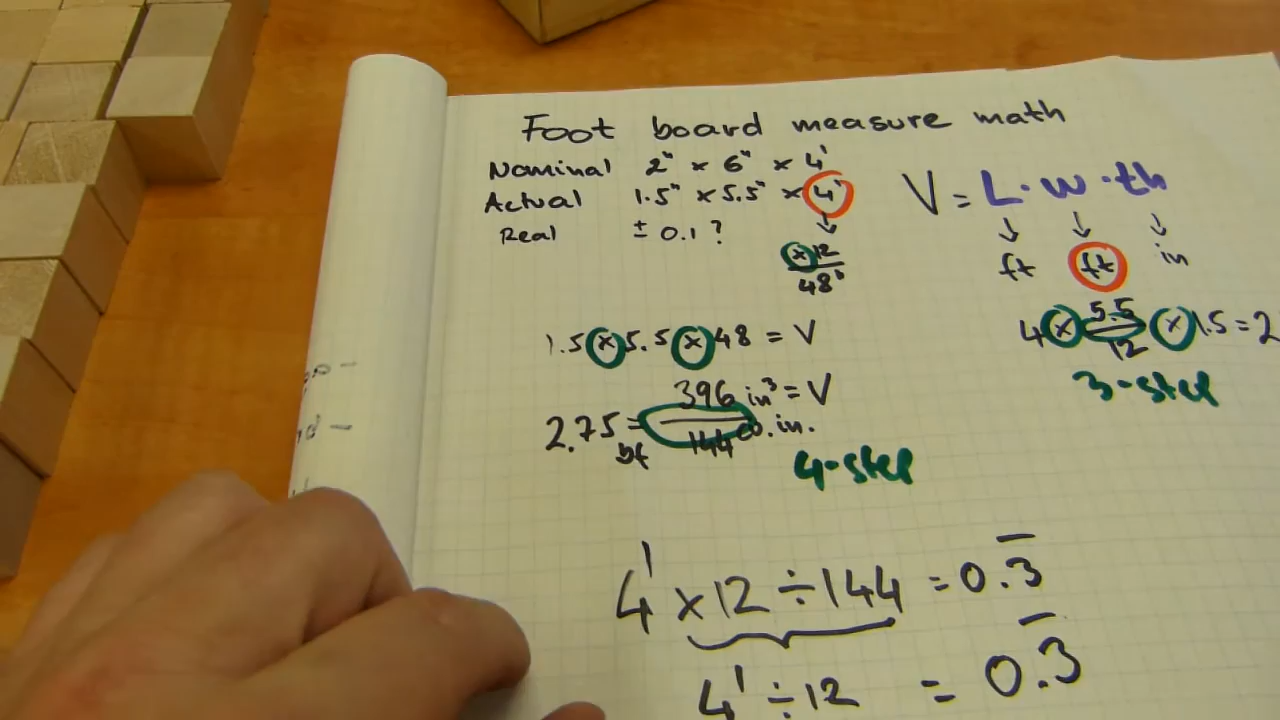 Foot board measure math
Nominal 2" × 6" × 4'
Actual 1.5" × 5.5" × 4'
Real ± 0.1 ?
↓
×12
48"
V = L · w · th
↓ ↓ ↓
ft ft in
4 × 5.5/12 × 1.5 = 2
3-step
1.5 × 5.5 × 48 = V
396 in³ = V
2.75 bf = 144 in.
4-step
4' × 12 ÷ 144 = 0.3̅
4' ÷ 12 = 0.3̅